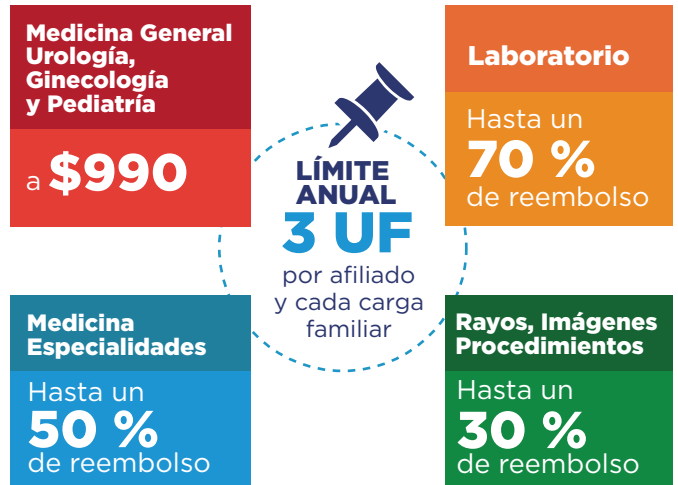 Medicina General
Urología,
Ginecología
y Pediatría
a $990
LÍMITE
ANUAL
3 UF
por afiliado
y cada carga
familiar
Laboratorio
Hasta un
70 %
de reembolso
Medicina
Especialidades
Hasta un
50 %
de reembolso
Rayos, Imágenes
Procedimientos
Hasta un
30 %
de reembolso